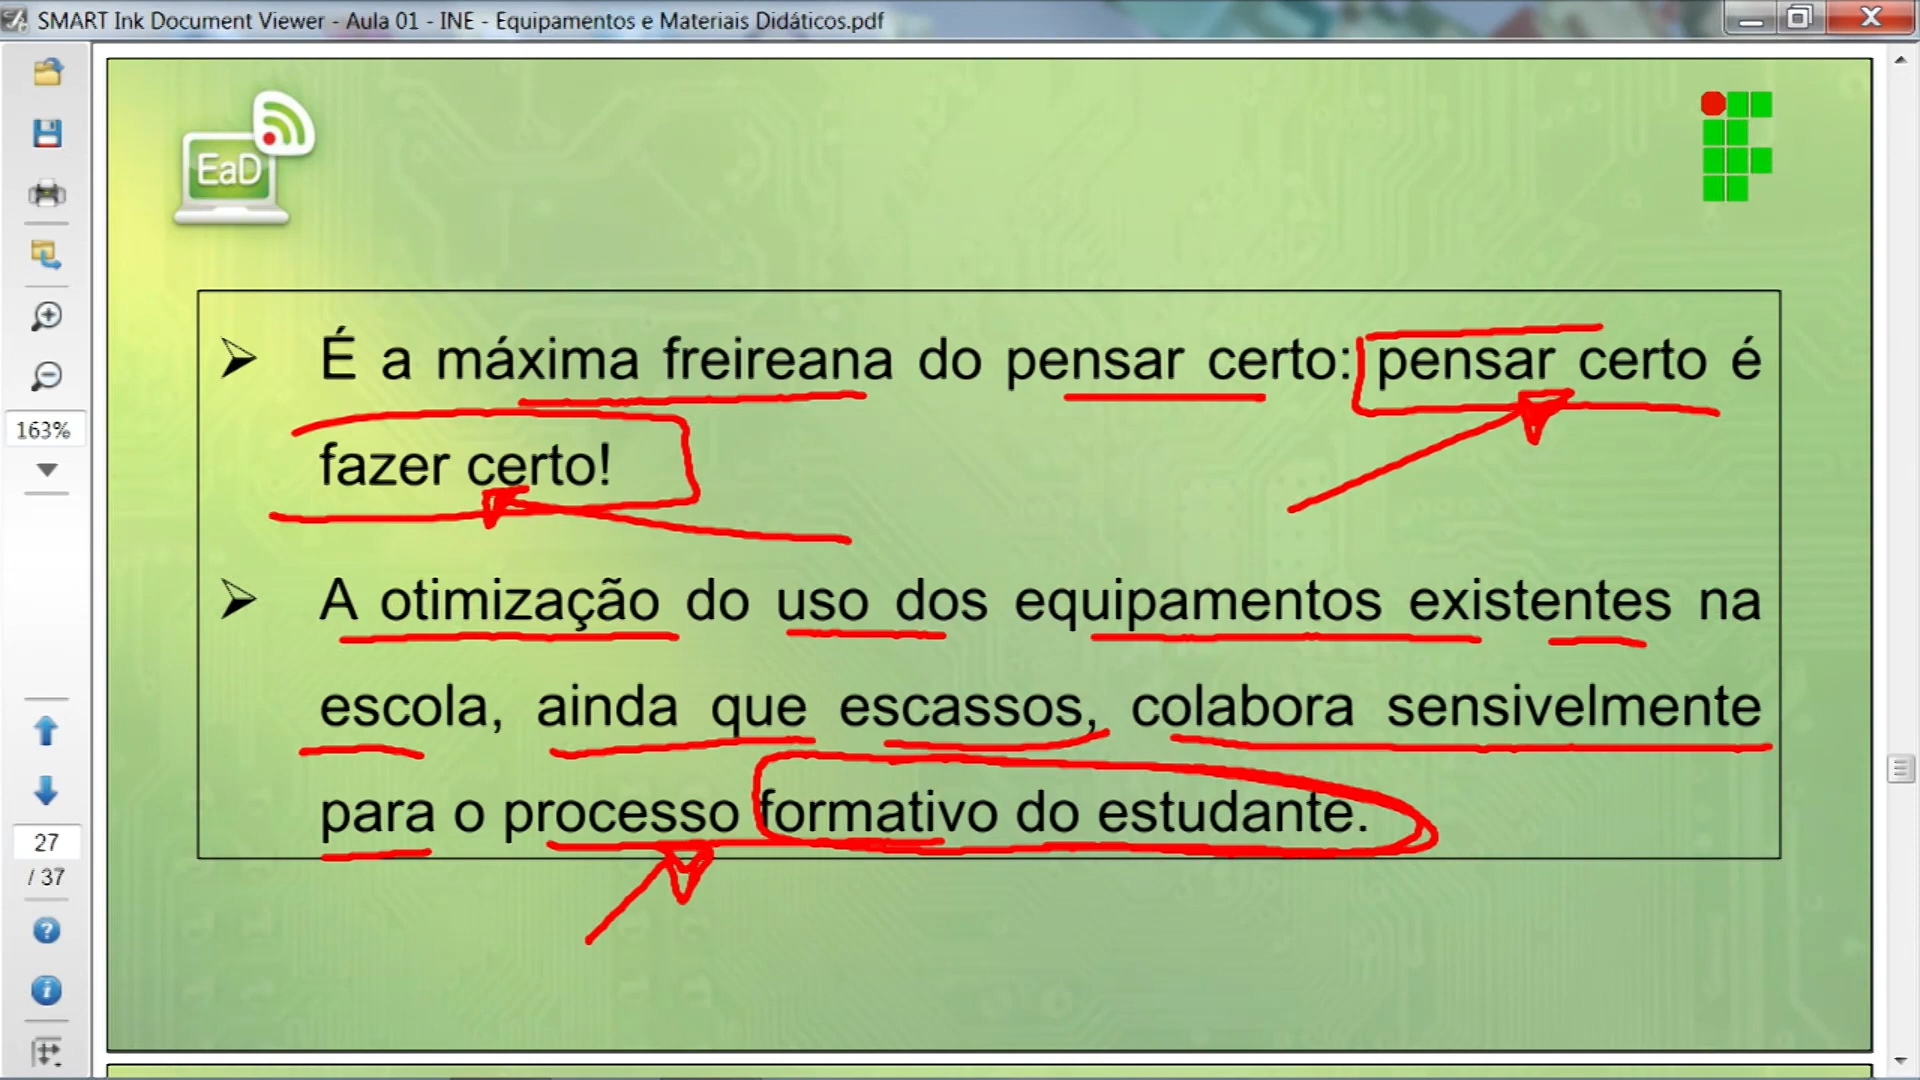 SMART Ink Document Viewer - Aula 01 - INE - Equipamentos e Materiais Didáticos.pdf
EaD
163%
27
/ 37
É a máxima freireana do pensar certo: pensar certo é
fazer certo!
A otimização do uso dos equipamentos existentes na
escola, ainda que escassos, colabora sensivelmente
para o processo formativo do estudante.